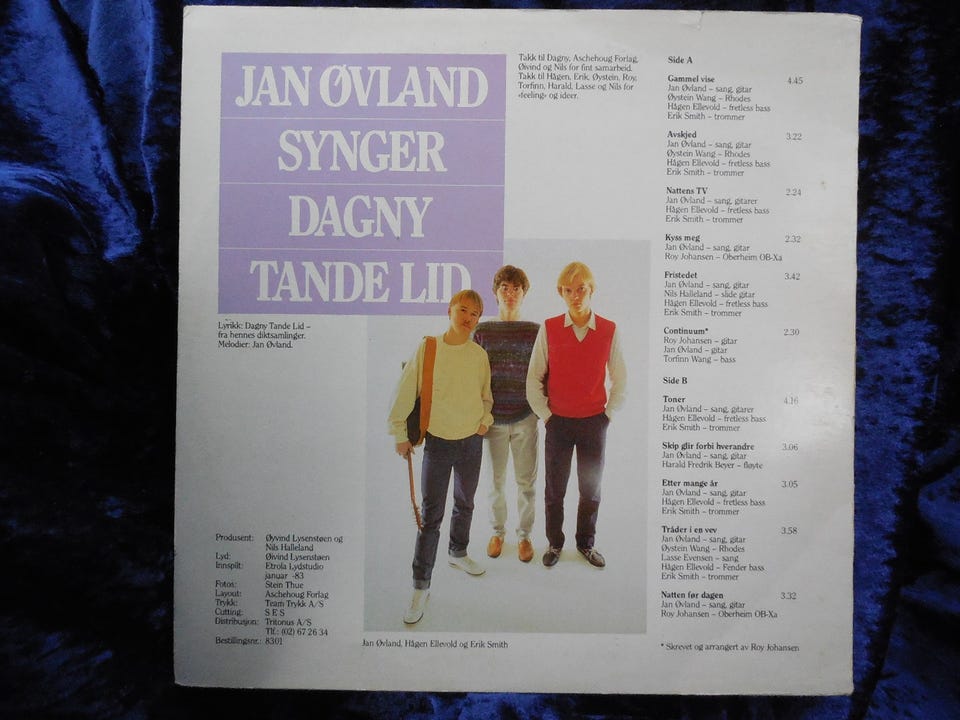 JAN ØVLAND
SYNGER
DAGNY
TANDE LID
Lyrikk: Dagny Tande Lid –
fra hennes diktsamlinger.
Melodier: Jan Øvland.
Takk til Dagny, Aschehoug Forlag,
Øivind og Nils for fint samarbeid.
Takk til Hågen, Erik, Øystein, Roy,
Torfinn, Harald, Lasse og Nils for
«feeling» og ideer.
Side A
Gammel vise 4.45
Jan Øvland – sang, gitar
Øystein Wang – Rhodes
Hågen Ellevold – fretless bass
Erik Smith – trommer
Avskjed 3.22
Jan Øvland – sang, gitar
Øystein Wang – Rhodes
Hågen Ellevold – fretless bass
Erik Smith – trommer
Nattens TV 2.24
Jan Øvland – sang, gitarer
Hågen Ellevold – fretless bass
Erik Smith – trommer
Kyss meg 2.32
Jan Øvland – sang, gitar
Roy Johansen – Oberheim OB-Xa
Fristedet 3.42
Jan Øvland – sang, gitar
Nils Halleland – slide gitar
Hågen Ellevold – fretless bass
Erik Smith – trommer
Continuum* 2.30
Roy Johansen – gitar
Jan Øvland – gitar
Torfinn Wang – bass
Side B
Toner 4.16
Jan Øvland – sang, gitarer
Hågen Ellevold – fretless bass
Erik Smith – trommer
Skip glir forbi hverandre 3.06
Jan Øvland – sang, gitar
Harald Fredrik Beyer – fløyte
Etter mange år 3.05
Jan Øvland – sang, gitar
Hågen Ellevold – fretless bass
Erik Smith – trommer
Tråder i en vev 3.58
Jan Øvland – sang, gitar
Øystein Wang – Rhodes
Lasse Evensen – sang
Hågen Ellevold – Fender bass
Erik Smith – trommer
Natten før dagen 3.32
Jan Øvland – sang, gitar
Roy Johansen – Oberheim OB-Xa
* Skrevet og arrangert av Roy Johansen
Produsent: Øyvind Lysenstøen og
Nils Halleland
Lyd: Øivind Lysenstøen
Innspilt: Etrola Lydstudio
januar -83
Fotos: Stein Thue
Layout: Aschehoug Forlag
Trykk: Team Trykk A/S
Cutting: S E S
Distribusjon: Tritonus A/S
Tlf.: (02) 67 26 34
Bestillingsnr.: 8301
Jan Øvland, Hågen Ellevold og Erik Smith